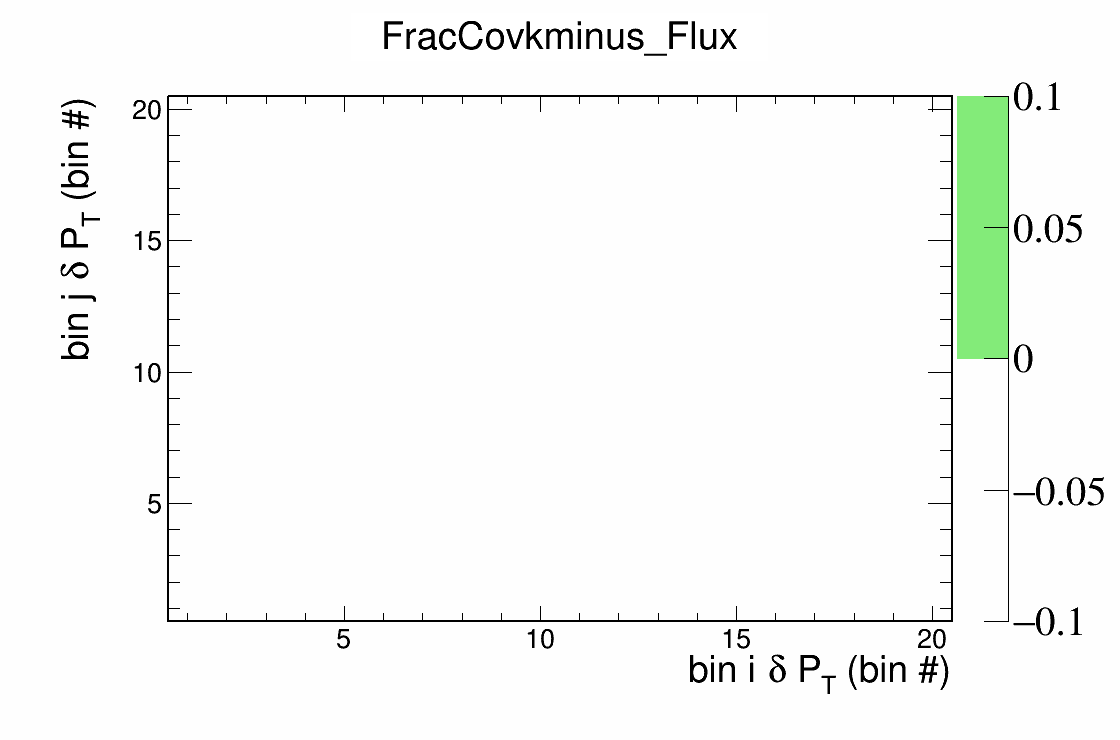 FracCovkminus_Flux
bin j δ P_T (bin #)
20
15
10
5
5 10 15 20
bin i δ P_T (bin #)
0.1
0.05
0
−0.05
−0.1